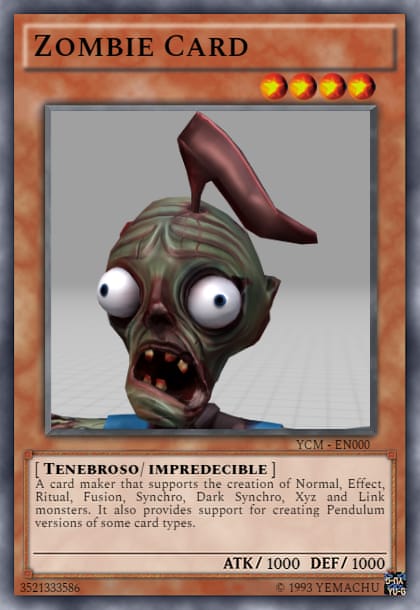 ZOMBIE CARD
YCM - EN000
[ TENEBROSO/ IMPREDECIBLE ]
A card maker that supports the creation of Normal, Effect,
Ritual, Fusion, Synchro, Dark Synchro, Xyz and Link
monsters. It also provides support for creating Pendulum
versions of some card types.
ATK / 1000 DEF / 1000
3521333586 © 1993 YEMACHU